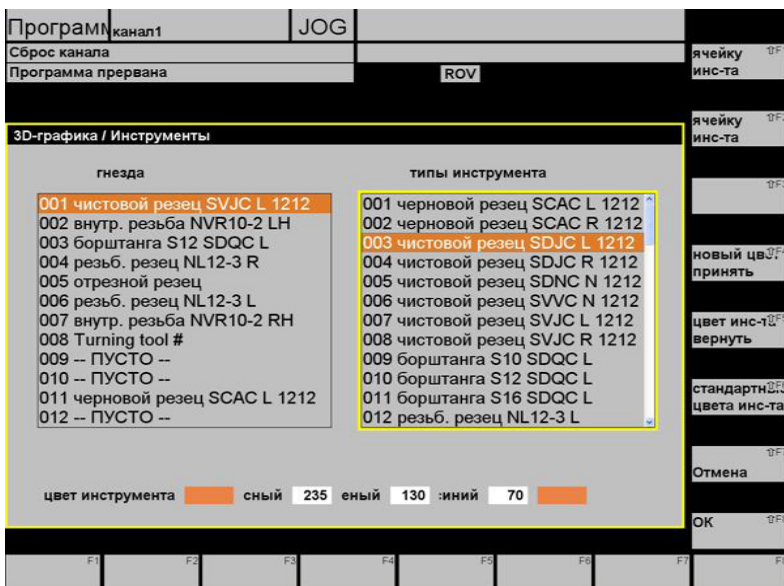 Программ канал1 JOG
Сброс канала
Программа прервана ROV
3D-графика / Инструменты
гнезда
001 чистовой резец SVJC L 1212
002 внутр. резьба NVR10-2 LH
003 борштанга S12 SDQC L
004 резьб. резец NL12-3 R
005 отрезной резец
006 резьб. резец NL12-3 L
007 внутр. резьба NVR10-2 RH
008 Turning tool #
009 -- ПУСТО --
010 -- ПУСТО --
011 черновой резец SCAC L 1212
012 -- ПУСТО --
типы инструмента
001 черновой резец SCAC L 1212
002 черновой резец SCAC R 1212
003 чистовой резец SDJC L 1212
004 чистовой резец SDJC R 1212
005 чистовой резец SDNC N 1212
006 чистовой резец SVVC N 1212
007 чистовой резец SVJC L 1212
008 чистовой резец SVJC R 1212
009 борштанга S10 SDQC L
010 борштанга S12 SDQC L
011 борштанга S16 SDQC L
012 резьб. резец NL12-3 L
цвет инструмента сный 235 еный 130 :иний 70
ячейку
инс-та
ячейку
инс-та
новый цв
принять
цвет инс-т
вернуть
стандартн
цвета инс-та
Отмена
OK
F1 F2 F3 F4 F5 F6 F7